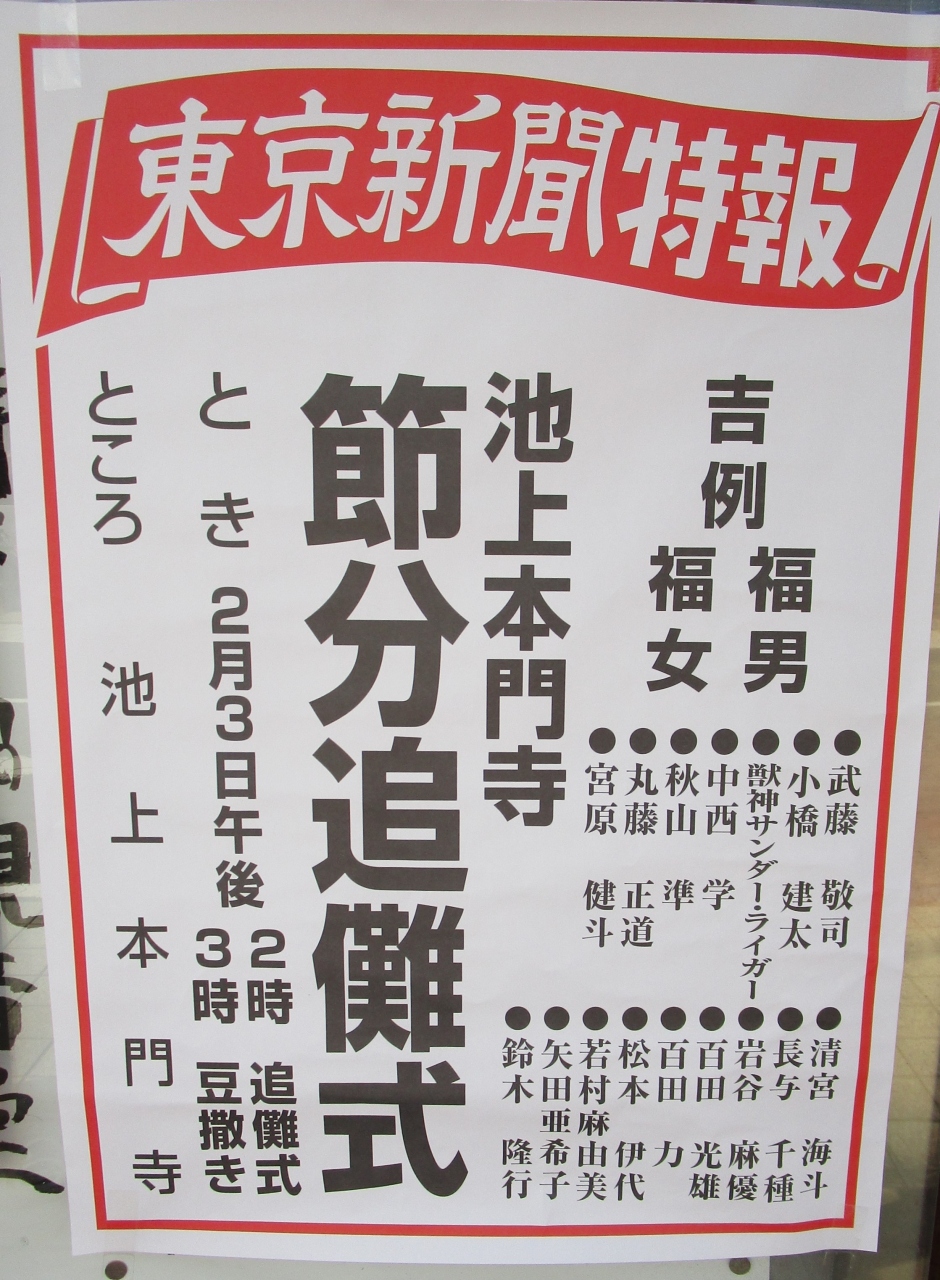 東京新聞特報
吉例
福男
福女
●武藤 敬司
●小橋 建太
●獣神サンダー・ライガー
●中西 学
●秋山 準
●丸藤 正道
●宮原 健斗
●清宮 海斗
●長与 千種
●岩谷 麻優
●百田 光雄
●百田 力
●松本 伊代
●若村麻由美
●矢田亜希子
●鈴木 隆行
池上本門寺
節分追儺式
とき 2月3日午後
2時 追儺式
3時 豆撒き
ところ 池上本門寺